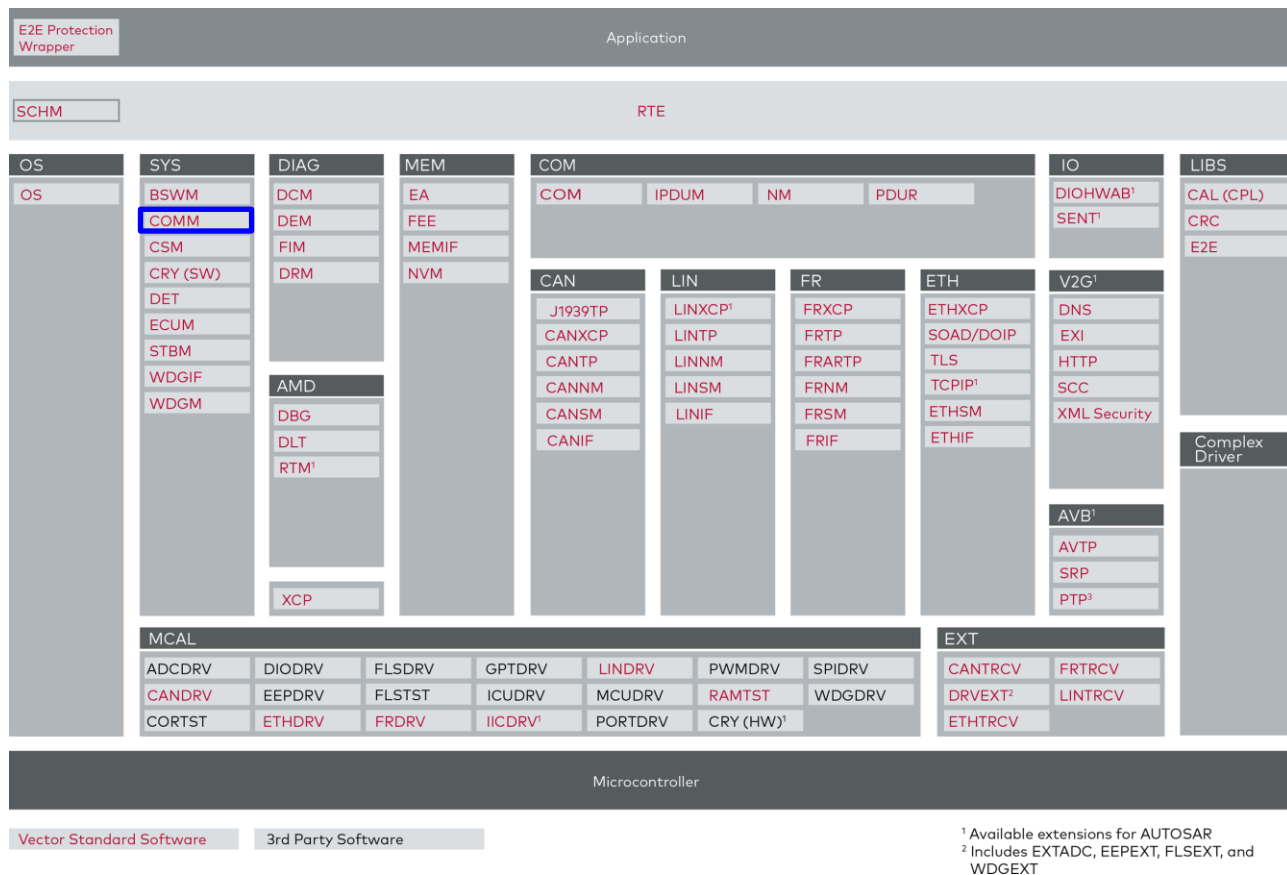 E2E Protection
Wrapper
Application
SCHM
RTE
OS
OS
SYS
BSWM
COMM
CSM
CRY (SW)
DET
ECUM
STBM
WDGIF
WDGM
DIAG
DCM
DEM
FIM
DRM
AMD
DBG
DLT
RTM¹
XCP
MEM
EA
FEE
MEMIF
NVM
COM
COM IPDUM NM PDUR
CAN
J1939TP
CANXCP
CANTP
CANNM
CANSM
CANIF
LIN
LINXCP¹
LINTP
LINNM
LINSM
LINIF
FR
FRXCP
FRTP
FRARTP
FRNM
FRSM
FRIF
ETH
ETHXCP
SOAD/DOIP
TLS
TCPIP¹
ETHSM
ETHIF
IO
DIOHWAB¹
SENT¹
V2G¹
DNS
EXI
HTTP
SCC
XML Security
AVB¹
AVTP
SRP
PTP³
LIBS
CAL (CPL)
CRC
E2E
Complex
Driver
MCAL
ADCDRV DIODRV FLSDRV GPTDRV LINDRV PWMDRV SPIDRV
CANDRV EEPDRV FLSTST ICUDRV MCUDRV RAMTST WDGDRV
CORTST ETHDRV FRDRV IICDRV¹ PORTDRV CRY (HW)¹
EXT
CANTRCV FRTRCV
DRVEXT² LINTRCV
ETHTRCV
Microcontroller
Vector Standard Software 3rd Party Software
¹ Available extensions for AUTOSAR
² Includes EXTADC, EEPEXT, FLSEXT, and
WDGEXT